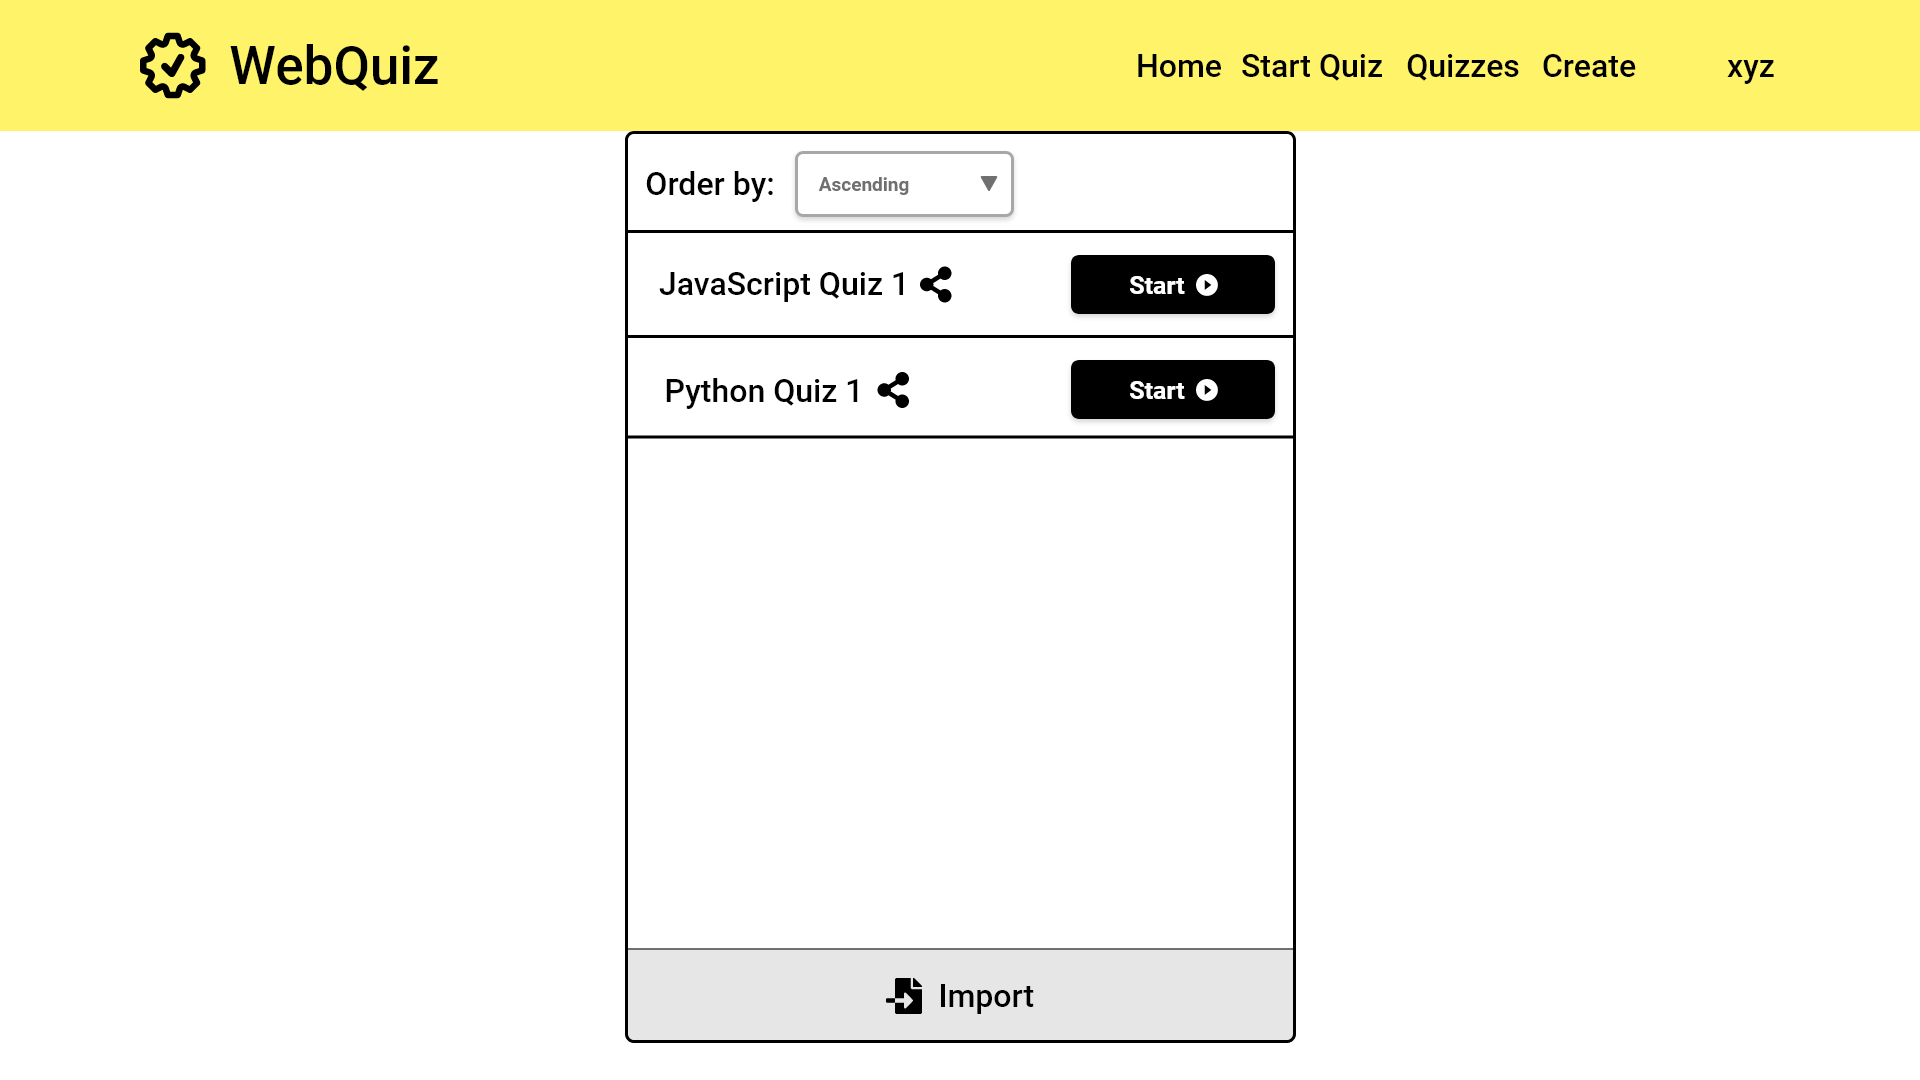 WebQuiz
Home Start Quiz Quizzes Create xyz
Order by: Ascending
JavaScript Quiz 1 Start
Python Quiz 1 Start
Import